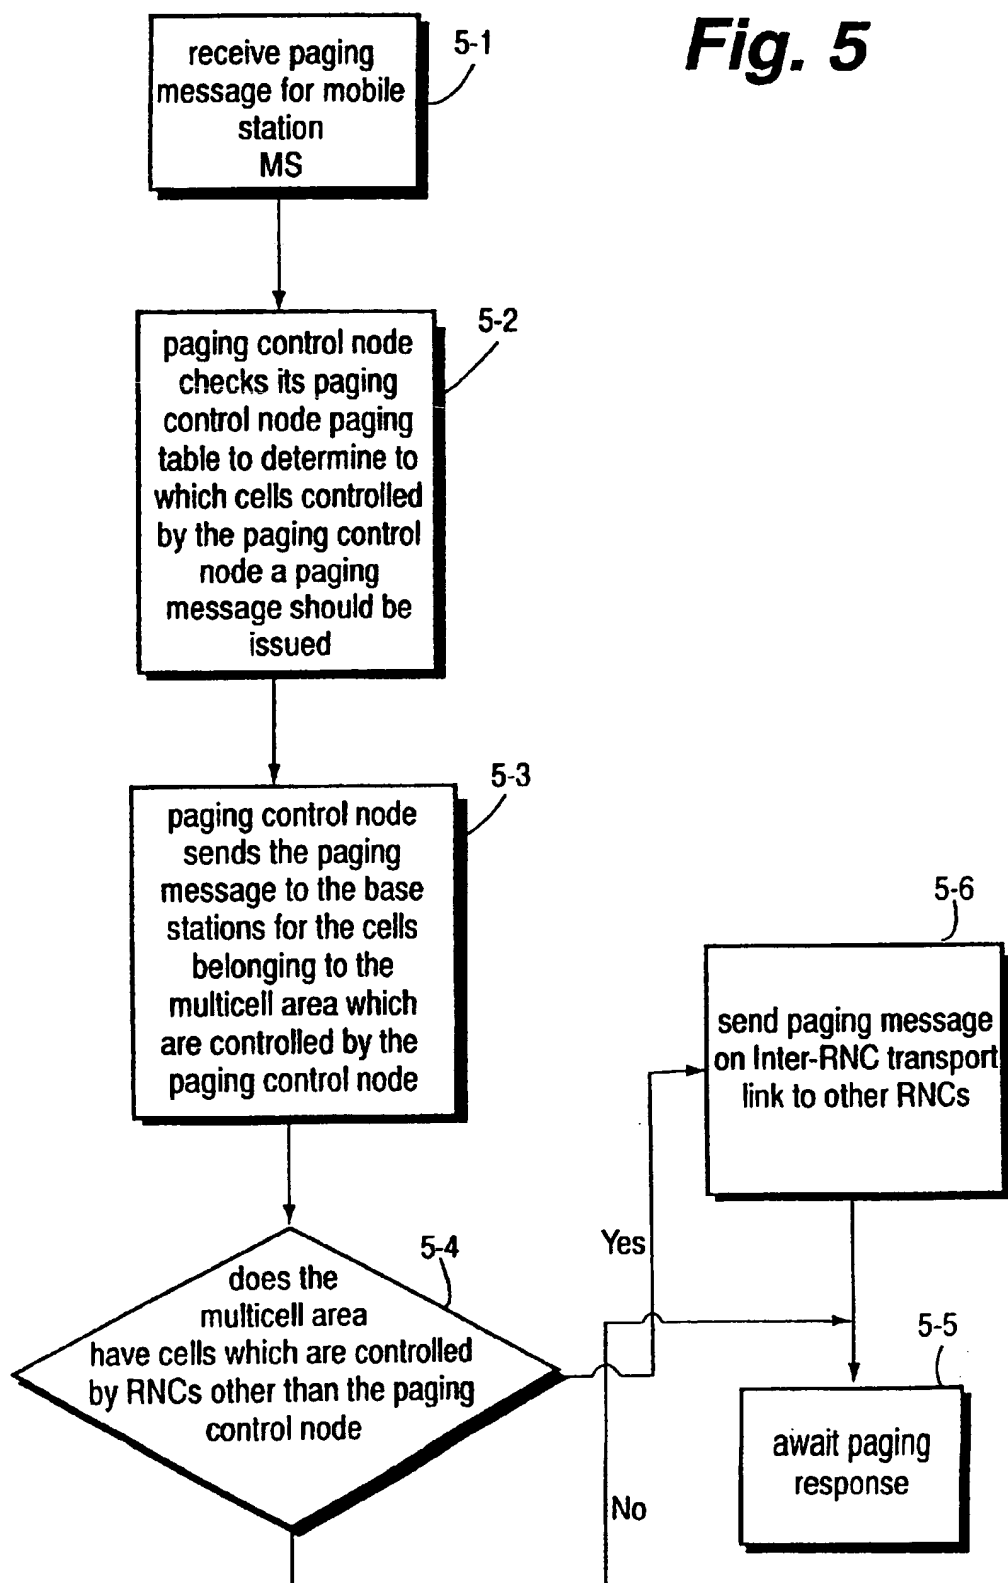 Fig. 5
receive paging
message for mobile
station
MS
5-1
paging control node
checks its paging
control node paging
table to determine to
which cells controlled
by the paging control
node a paging
message should be
issued
5-2
paging control node
sends the paging
message to the base
stations for the cells
belonging to the
multicell area which
are controlled by the
paging control node
5-3
does the
multicell area
have cells which are controlled
by RNCs other than the paging
control node
5-4
Yes
No
send paging message
on Inter-RNC transport
link to other RNCs
5-6
await paging
response
5-5